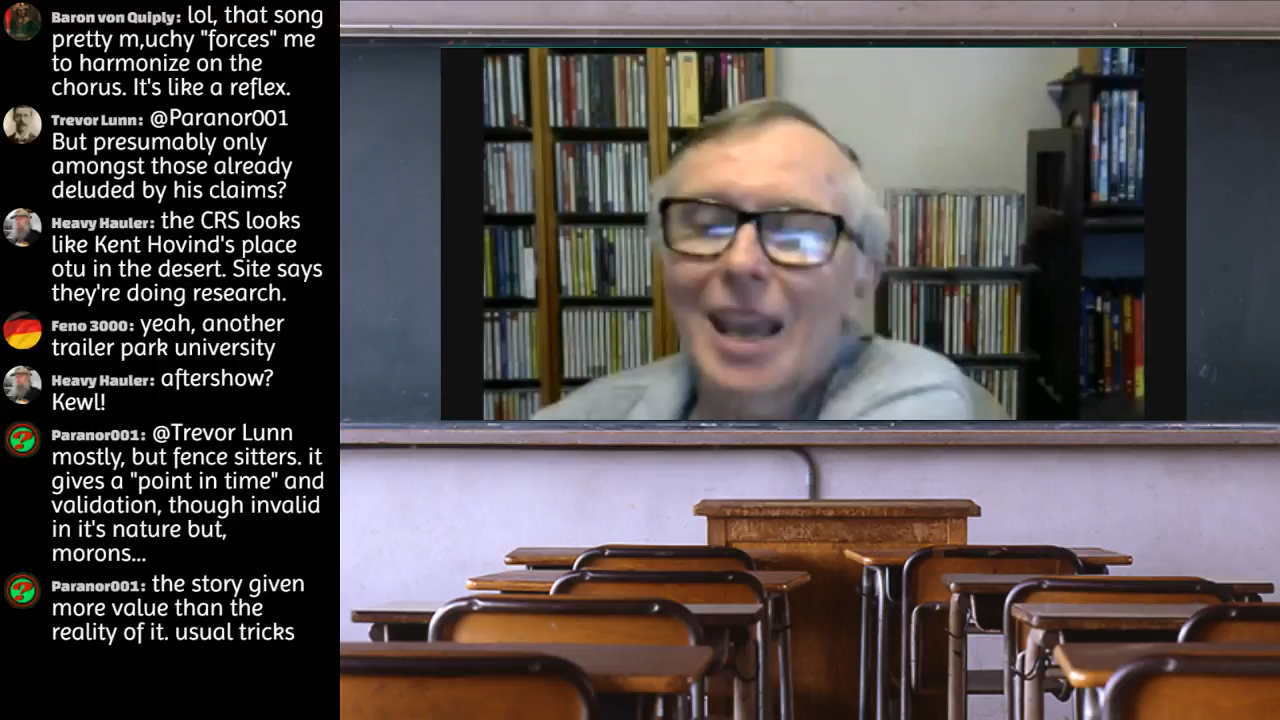 Baron von Quiply: lol, that song
pretty m,uchy "forces" me
to harmonize on the
chorus. It's like a reflex.
Trevor Lunn: @Paranor001
But presumably only
amongst those already
deluded by his claims?
Heavy Hauler: the CRS looks
like Kent Hovind's place
otu in the desert. Site says
they're doing research.
Feno 3000: yeah, another
trailer park university
Heavy Hauler: aftershow?
Kewl!
Paranor001: @Trevor Lunn
mostly, but fence sitters. it
gives a "point in time" and
validation, though invalid
in it's nature but,
morons...
Paranor001: the story given
more value than the
reality of it. usual tricks